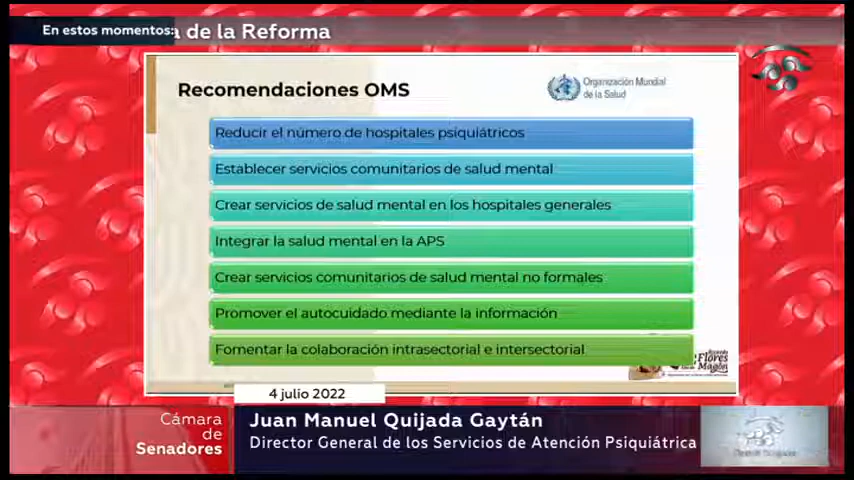 En estos momentos: a de la Reforma
Recomendaciones OMS
Organización Mundial
de la Salud
Reducir el número de hospitales psiquiátricos
Establecer servicios comunitarios de salud mental
Crear servicios de salud mental en los hospitales generales
Integrar la salud mental en la APS
Crear servicios comunitarios de salud mental no formales
Promover el autocuidado mediante la información
Fomentar la colaboración intrasectorial e intersectorial
Flores
Magón
4 julio 2022
Cámara
de
Senadores
Juan Manuel Quijada Gaytán
Director General de los Servicios de Atención Psiquiátrica